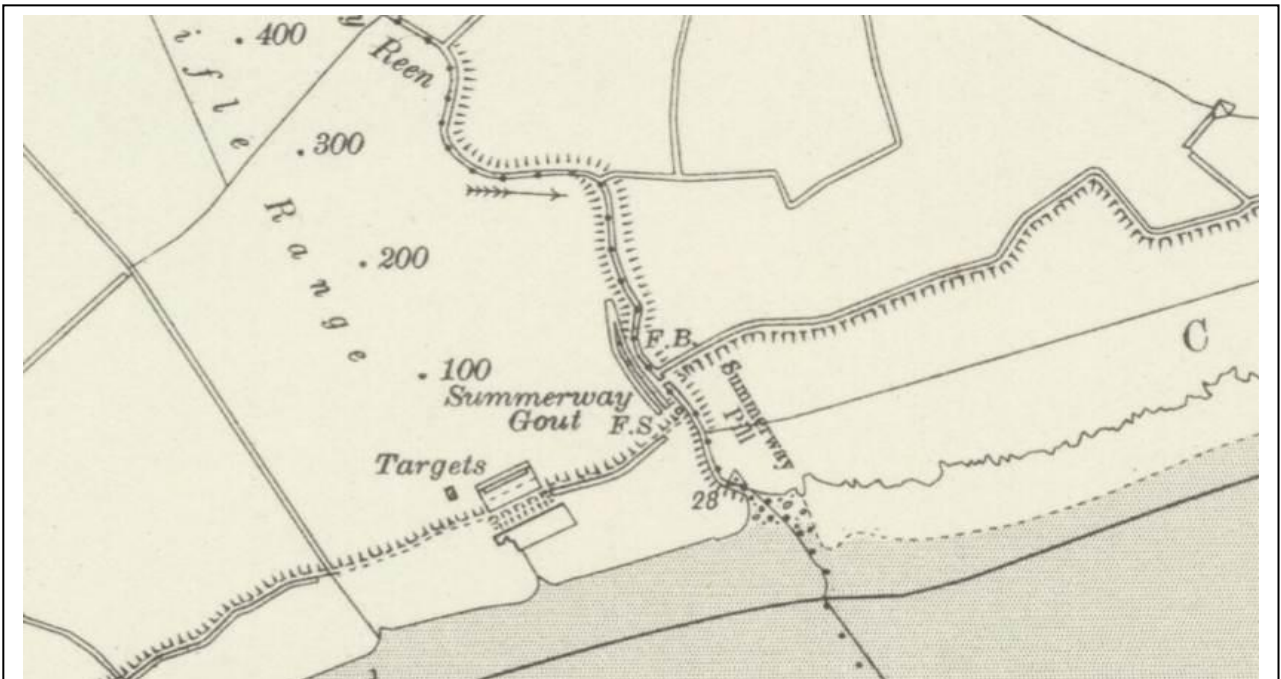 400
Reen
ifle
300
Range
200
F.B.
C
100
Summerway
Gout
Summerway
Pill
F.S.
Targets
28